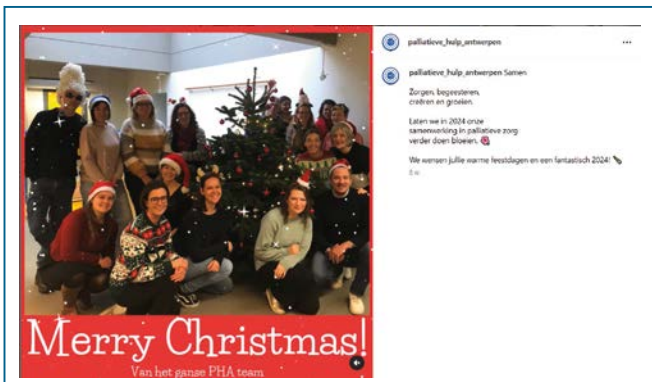 Merry Christmas!
Van het ganse PHA team
palliatieve_hulp_antwerpen
palliatieve_hulp_antwerpen Samen
Zorgen, begeesteren,
creëren en groeien.
Laten we in 2024 onze
samenwerking in palliatieve zorg
verder doen bloeien.
We wensen jullie warme feestdagen en een fantastisch 2024!